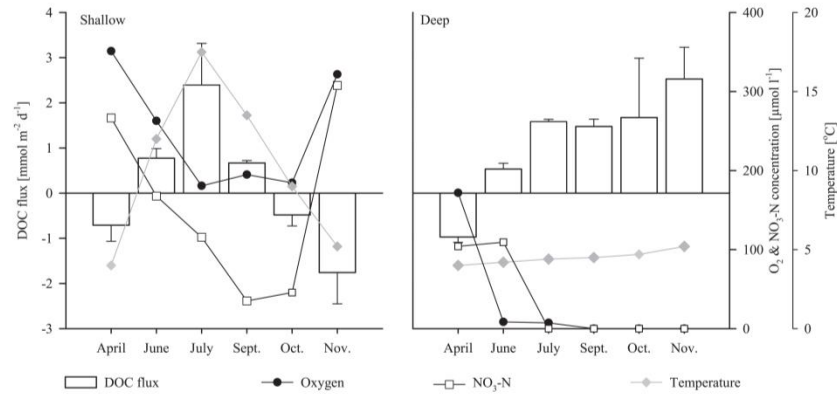 Shallow
Deep
4
3
2
1
0
-1
-2
-3
DOC flux [mmol m⁻² d⁻¹]
April June July Sept. Oct. Nov.
April June July Sept. Oct. Nov.
400
300
200
100
0
O₂ & NO₃-N concentration [μmol l⁻¹]
20
15
10
5
0
Temperature [°C]
DOC flux Oxygen NO₃-N Temperature